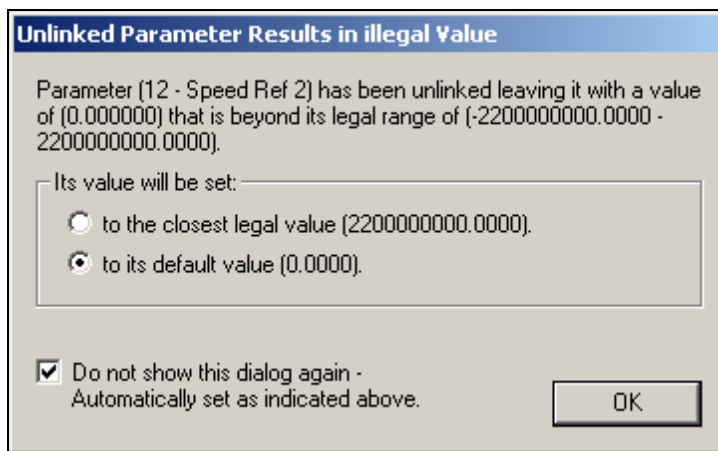 Unlinked Parameter Results in illegal Value
Parameter (12 - Speed Ref 2) has been unlinked leaving it with a value
of (0.000000) that is beyond its legal range of (-2200000000.0000 -
2200000000.0000).
Its value will be set:
to the closest legal value (2200000000.0000).
to its default value (0.0000).
Do not show this dialog again -
Automatically set as indicated above.
OK